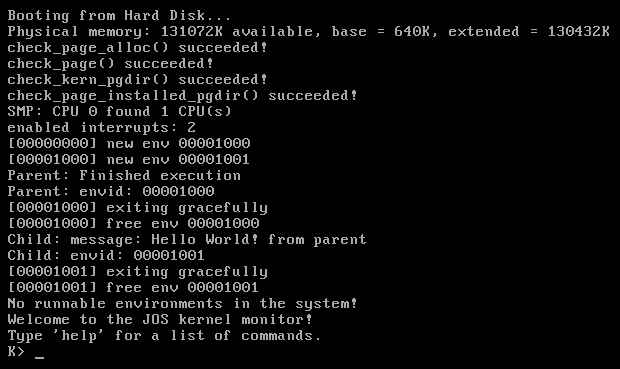 Booting from Hard Disk...
Physical memory: 131072K available, base = 640K, extended = 130432K
check_page_alloc() succeeded!
check_page() succeeded!
check_kern_pgdir() succeeded!
check_page_installed_pgdir() succeeded!
SMP: CPU 0 found 1 CPU(s)
enabled interrupts: 2
[00000000] new env 00001000
[00001000] new env 00001001
Parent: Finished execution
Parent: envid: 00001000
[00001000] exiting gracefully
[00001000] free env 00001000
Child: message: Hello World! from parent
Child: envid: 00001001
[00001001] exiting gracefully
[00001001] free env 00001001
No runnable environments in the system!
Welcome to the JOS kernel monitor!
Type 'help' for a list of commands.
K> _